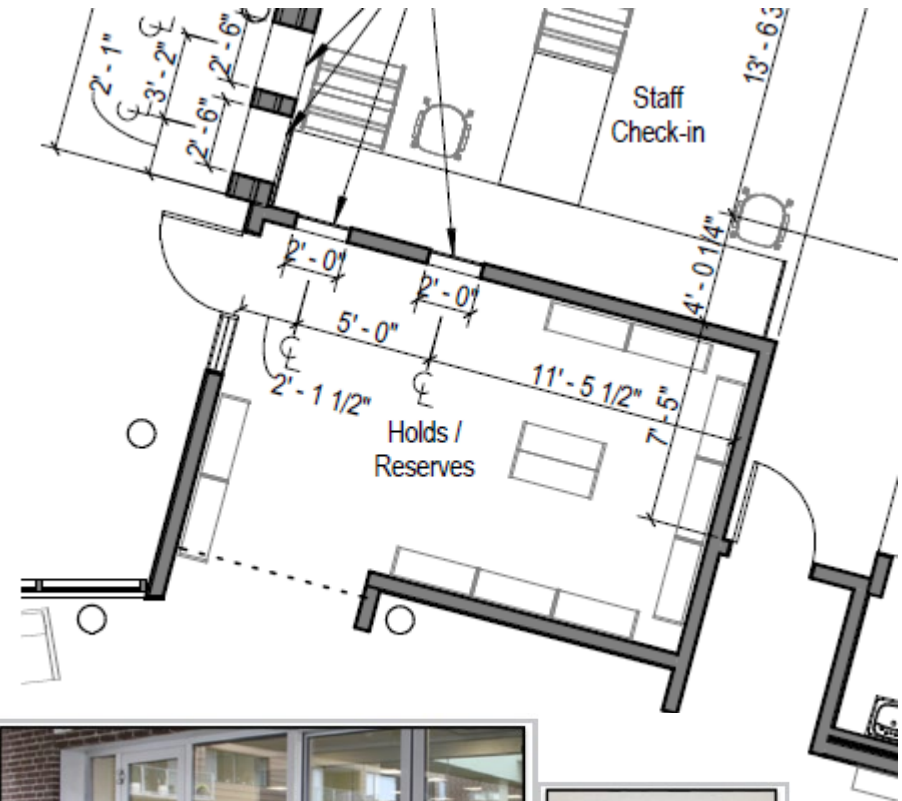 2' - 1"
3' - 2"
2' - 6"
2' - 6"
13' - 6
Staff
Check-in
2' - 0"
2' - 0"
4' - 0 1/4"
5' - 0"
2' - 1 1/2"
11' - 5 1/2"
7' - 5"
Holds /
Reserves